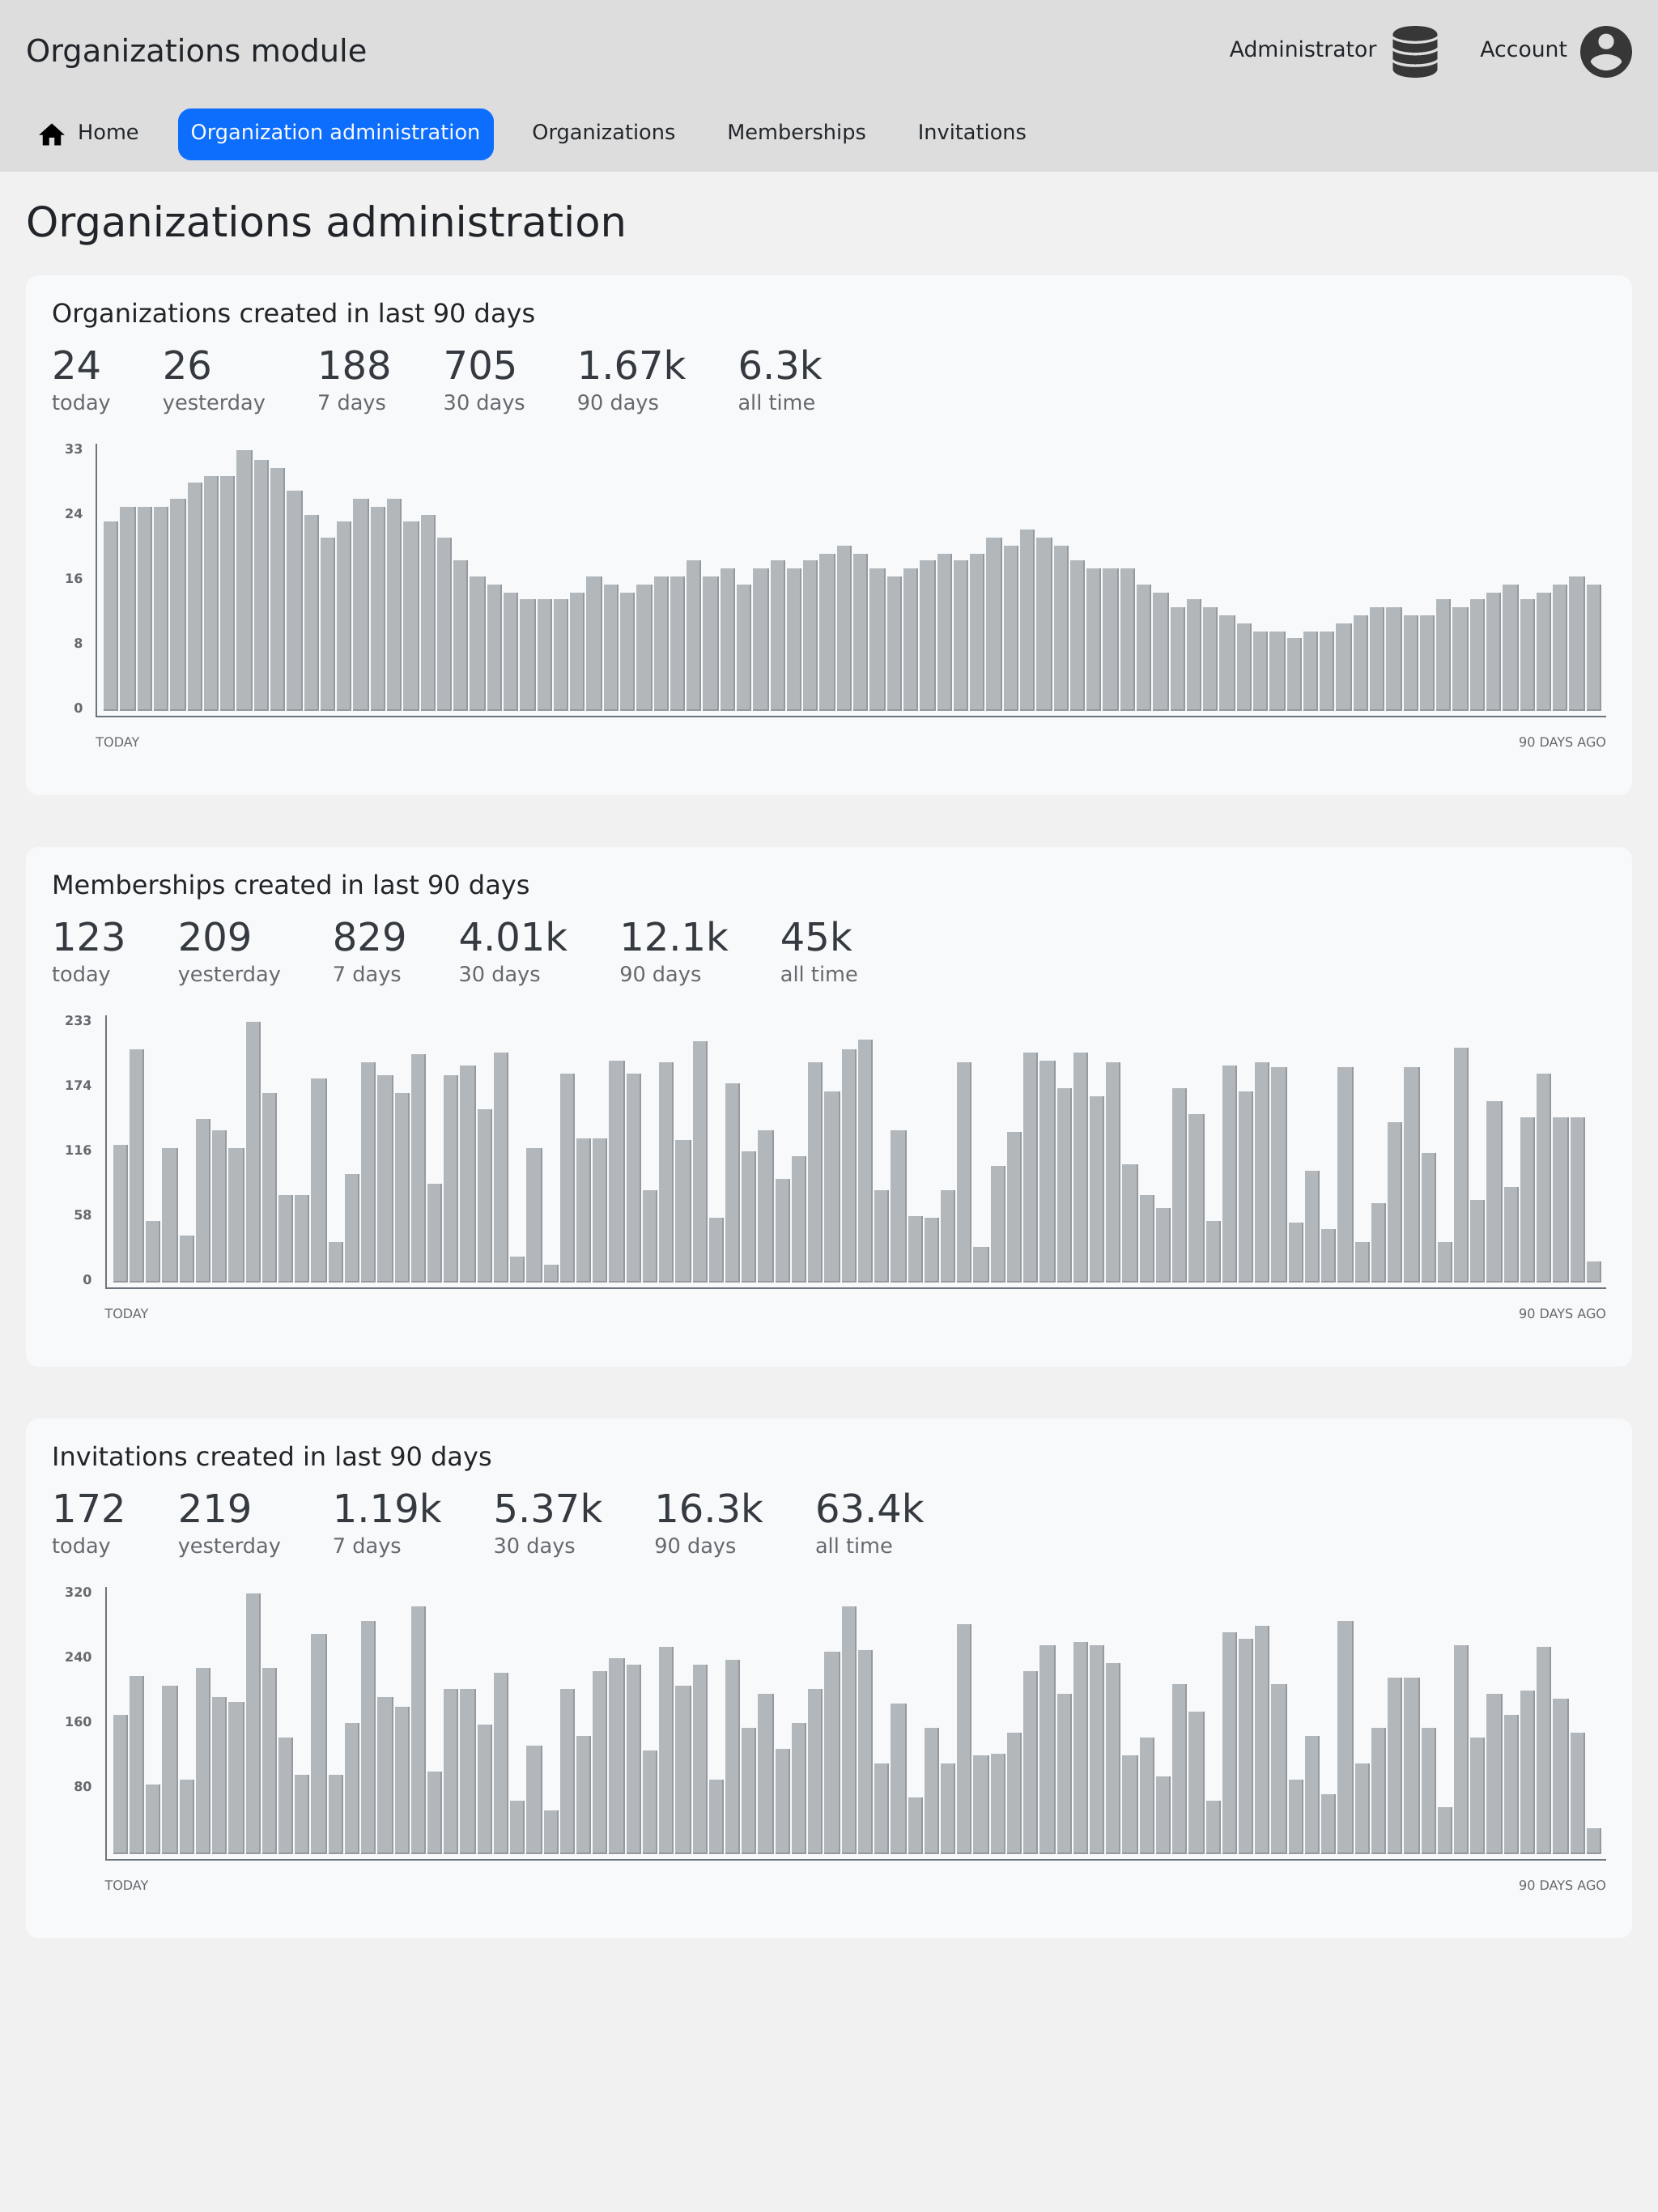 Organizations module
Administrator
Account
Home
Organization administration
Organizations
Memberships
Invitations
Organizations administration
Organizations created in last 90 days
24 26 188 705 1.67k 6.3k
today yesterday 7 days 30 days 90 days all time
33
24
16
8
0
TODAY 90 DAYS AGO
Memberships created in last 90 days
123 209 829 4.01k 12.1k 45k
today yesterday 7 days 30 days 90 days all time
233
174
116
58
0
TODAY 90 DAYS AGO
Invitations created in last 90 days
172 219 1.19k 5.37k 16.3k 63.4k
today yesterday 7 days 30 days 90 days all time
320
240
160
80
TODAY 90 DAYS AGO